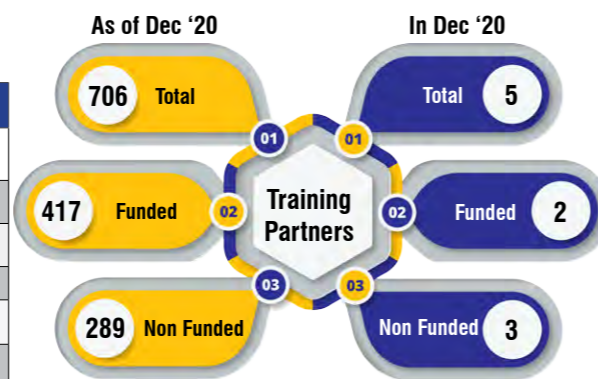 As of Dec ‘20
706 Total
01
417 Funded 02
03
289 Non Funded
Training
Partners
In Dec ‘20
Total 5
01
02 Funded 2
03
Non Funded 3